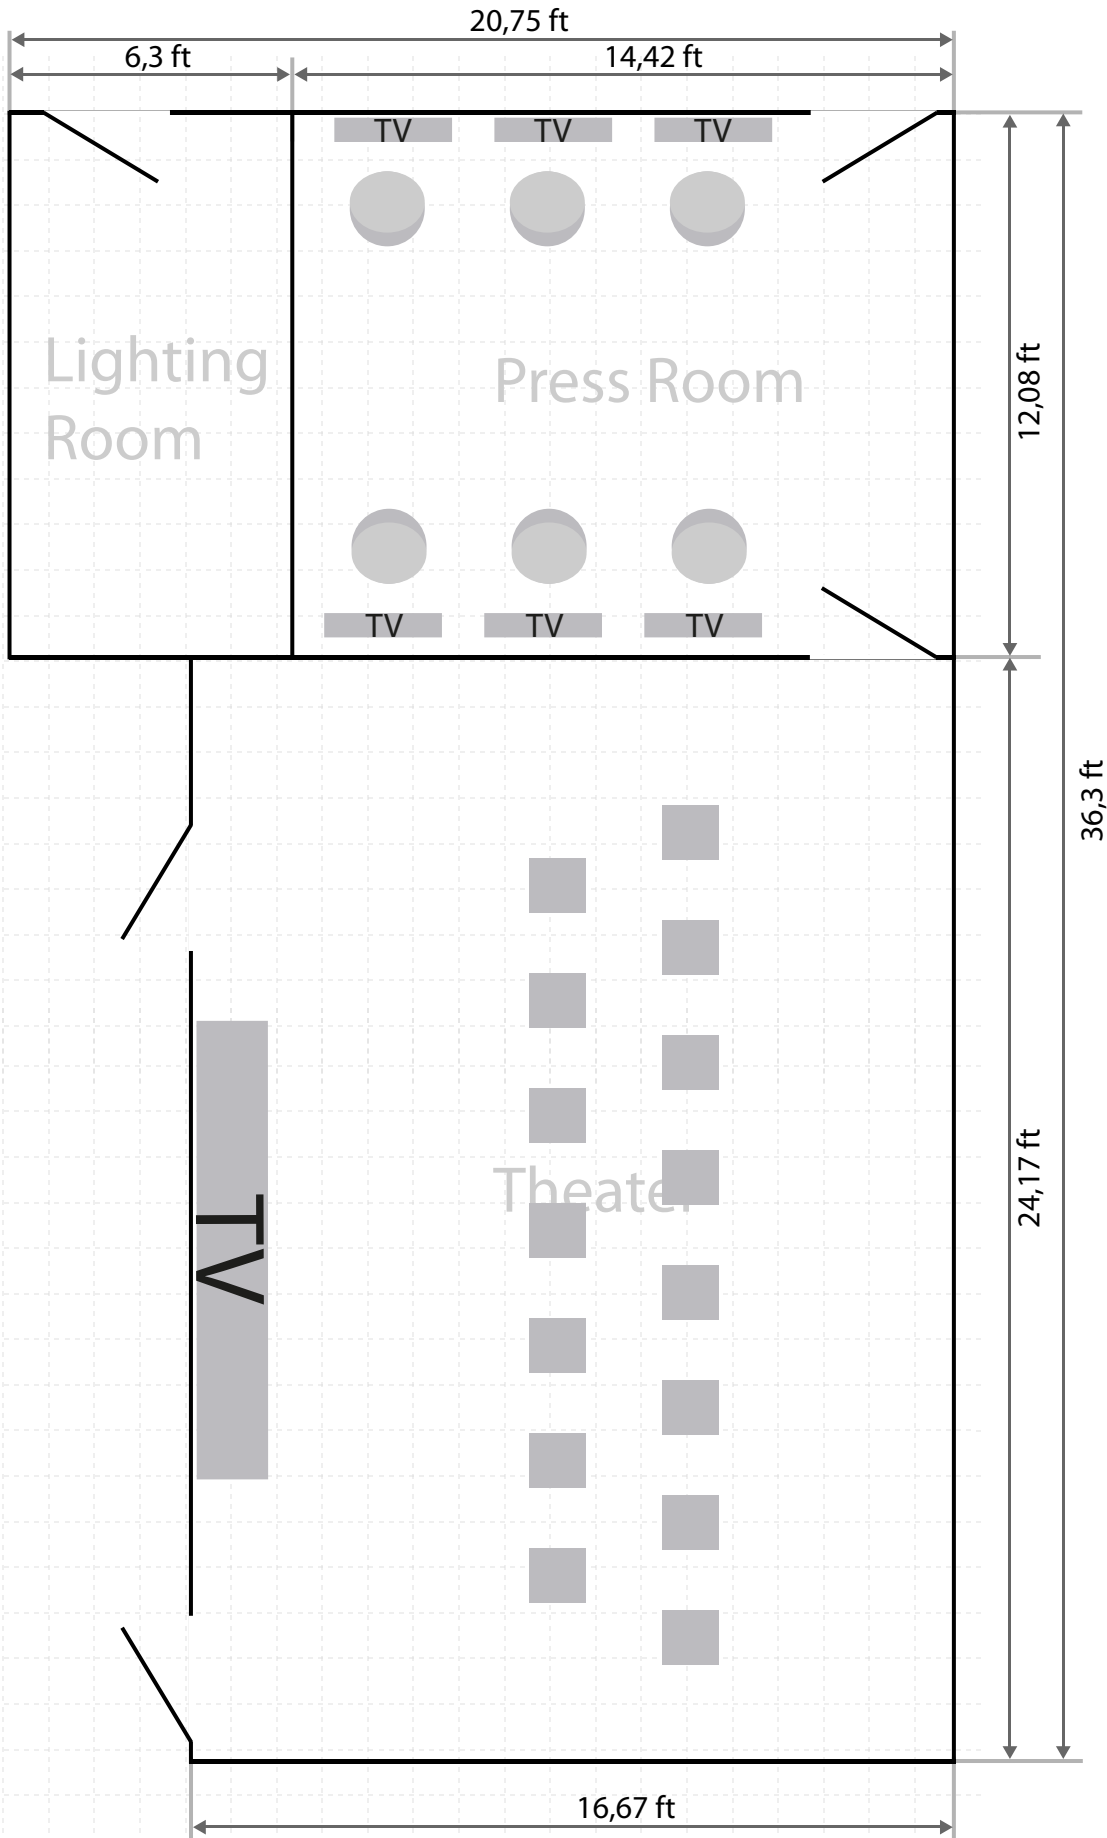 20,75 ft
6,3 ft
14,42 ft
TV
TV
TV
Lighting
Room
Press Room
12,08 ft
TV
TV
TV
36,3 ft
Theater
24,17 ft
TV
16,67 ft